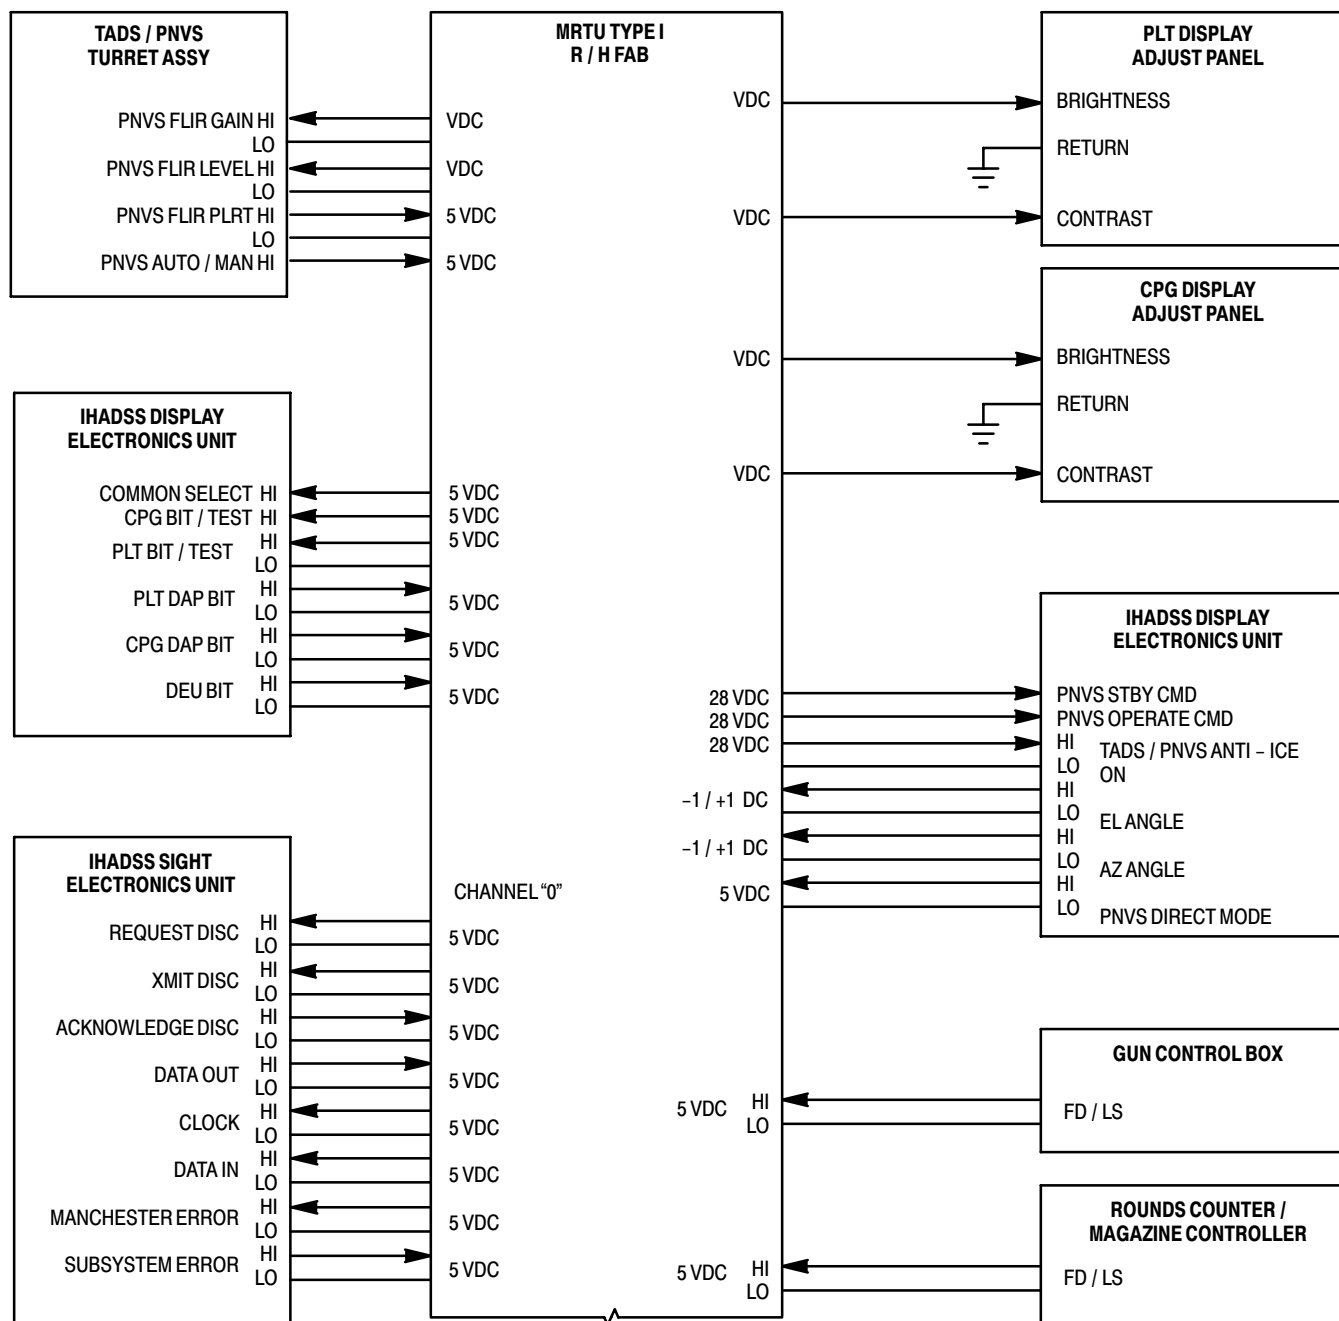 TADS / PNVS
TURRET ASSY
PNVS FLIR GAIN HI
LO
PNVS FLIR LEVEL HI
LO
PNVS FLIR PLRT HI
LO
PNVS AUTO / MAN HI
IHADSS DISPLAY
ELECTRONICS UNIT
COMMON SELECT HI
CPG BIT / TEST HI
PLT BIT / TEST HI
LO
PLT DAP BIT HI
LO
CPG DAP BIT HI
LO
DEU BIT HI
LO
IHADSS SIGHT
ELECTRONICS UNIT
REQUEST DISC HI
LO
XMIT DISC HI
LO
ACKNOWLEDGE DISC HI
LO
DATA OUT HI
LO
CLOCK HI
LO
DATA IN HI
LO
MANCHESTER ERROR HI
LO
SUBSYSTEM ERROR HI
LO
MRTU TYPE I
R / H FAB
VDC
VDC
5 VDC
5 VDC
5 VDC
5 VDC
5 VDC
5 VDC
5 VDC
5 VDC
CHANNEL “0”
5 VDC
5 VDC
5 VDC
5 VDC
5 VDC
5 VDC
5 VDC
5 VDC
VDC
VDC
VDC
VDC
28 VDC
28 VDC
28 VDC
–1 / +1 DC
–1 / +1 DC
5 VDC
5 VDC HI
LO
5 VDC HI
LO
PLT DISPLAY
ADJUST PANEL
BRIGHTNESS
RETURN
CONTRAST
CPG DISPLAY
ADJUST PANEL
BRIGHTNESS
RETURN
CONTRAST
IHADSS DISPLAY
ELECTRONICS UNIT
PNVS STBY CMD
PNVS OPERATE CMD
HI
LO
TADS / PNVS ANTI – ICE
ON
HI
LO
EL ANGLE
HI
LO
AZ ANGLE
HI
LO
PNVS DIRECT MODE
GUN CONTROL BOX
FD / LS
ROUNDS COUNTER /
MAGAZINE CONTROLLER
FD / LS